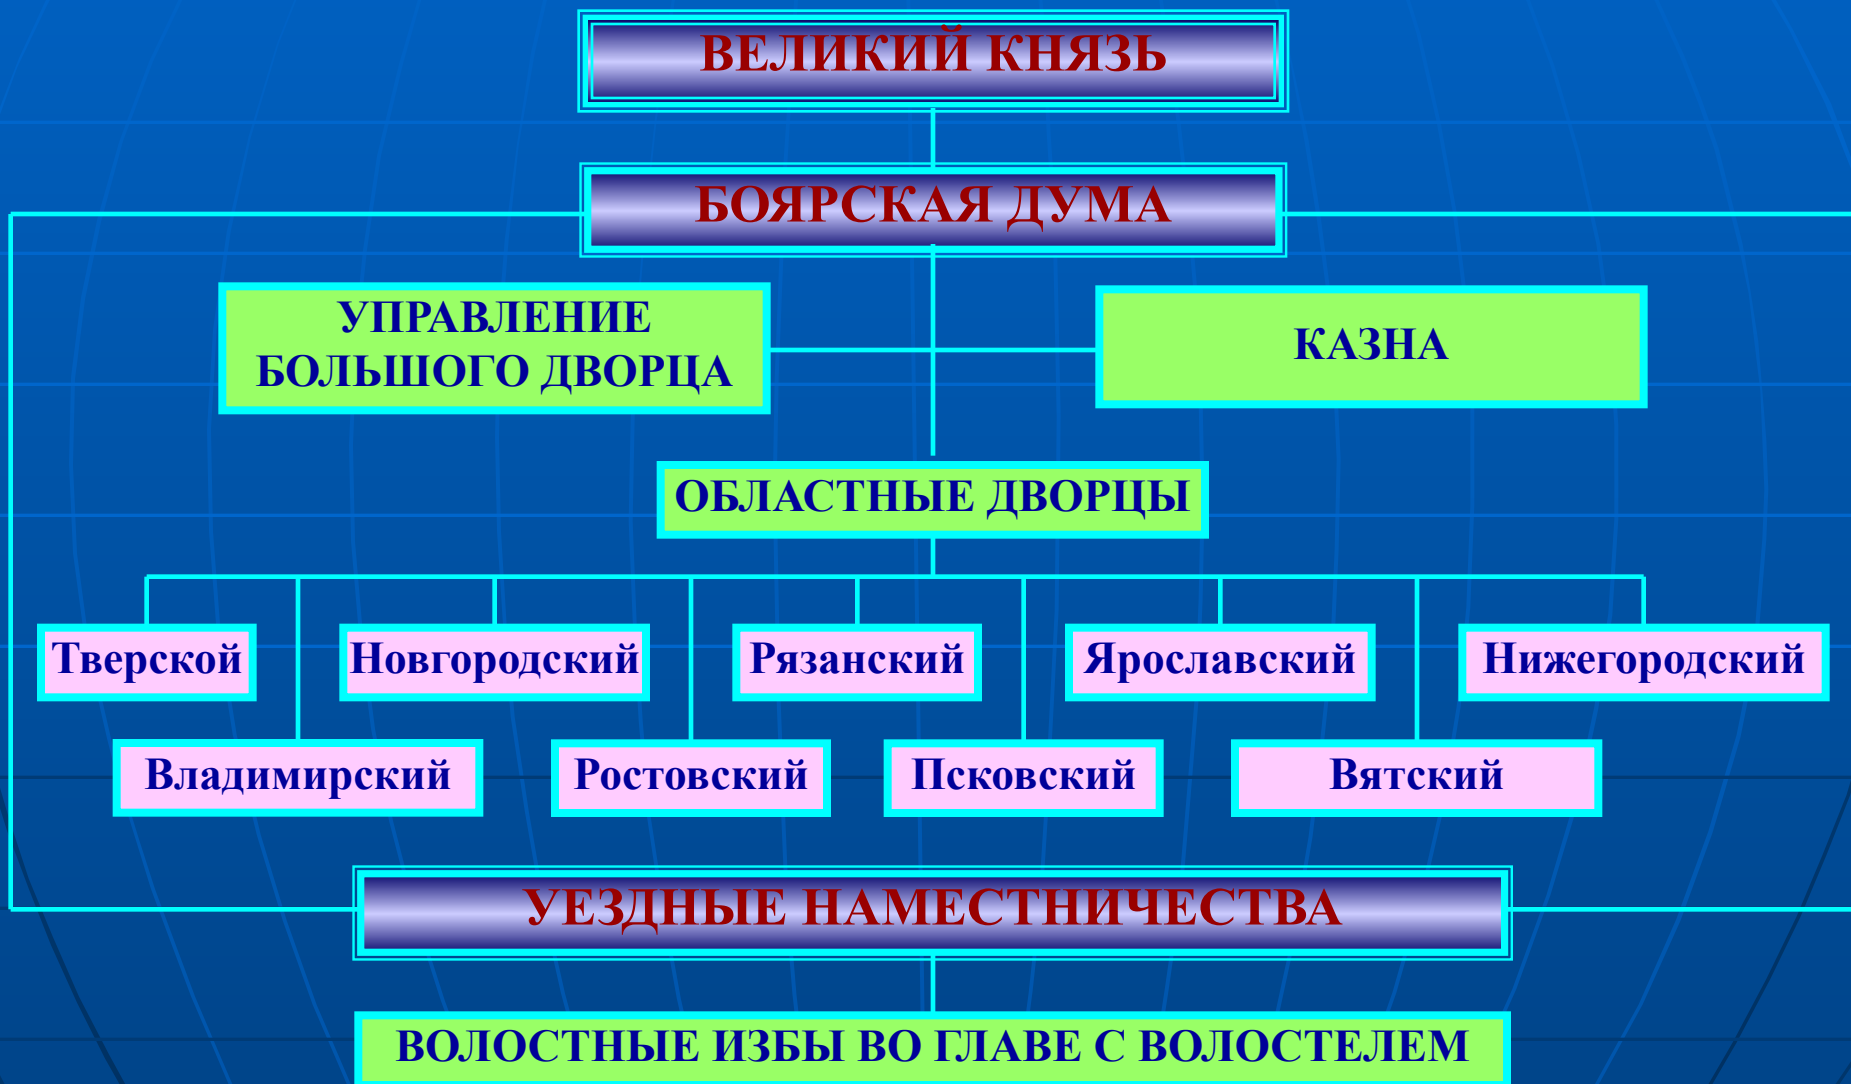 ВЕЛИКИЙ КНЯЗЬ
БОЯРСКАЯ ДУМА
УПРАВЛЕНИЕ
БОЛЬШОГО ДВОРЦА
КАЗНА
ОБЛАСТНЫЕ ДВОРЦЫ
Тверской
Новгородский
Рязанский
Ярославский
Нижегородский
Владимирский
Ростовский
Псковский
Вятский
УЕЗДНЫЕ НАМЕСТНИЧЕСТВА
ВОЛОСТНЫЕ ИЗБЫ ВО ГЛАВЕ С ВОЛОСТЕЛЕМ